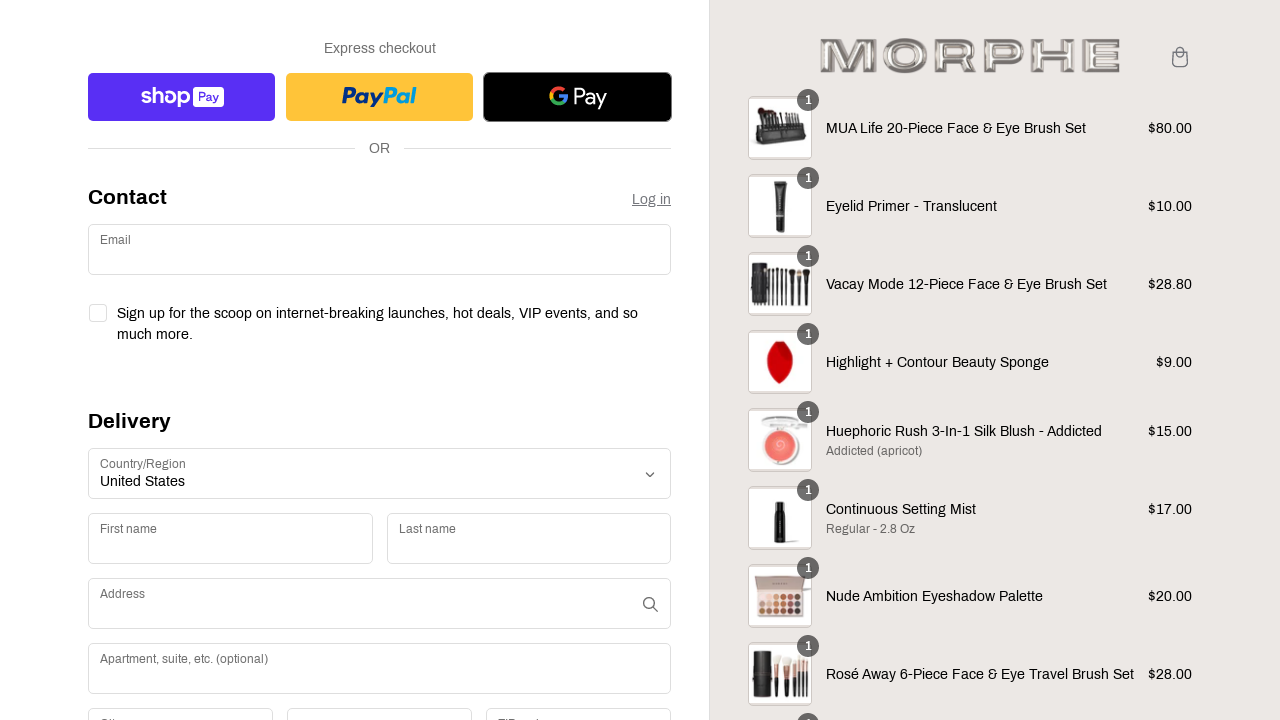 Express checkout
shop Pay
PayPal
G Pay
OR
Contact
Log in
Email
Sign up for the scoop on internet-breaking launches, hot deals, VIP events, and so
much more.
Delivery
Country/Region
United States
First name
Last name
Address
Apartment, suite, etc. (optional)
MORPHE
1
MUA Life 20-Piece Face & Eye Brush Set
$80.00
1
Eyelid Primer - Translucent
$10.00
1
Vacay Mode 12-Piece Face & Eye Brush Set
$28.80
1
Highlight + Contour Beauty Sponge
$9.00
1
Huephoric Rush 3-In-1 Silk Blush - Addicted
$15.00
Addicted (apricot)
1
Continuous Setting Mist
$17.00
Regular - 2.8 Oz
1
Nude Ambition Eyeshadow Palette
$20.00
1
Rosé Away 6-Piece Face & Eye Travel Brush Set
$28.00